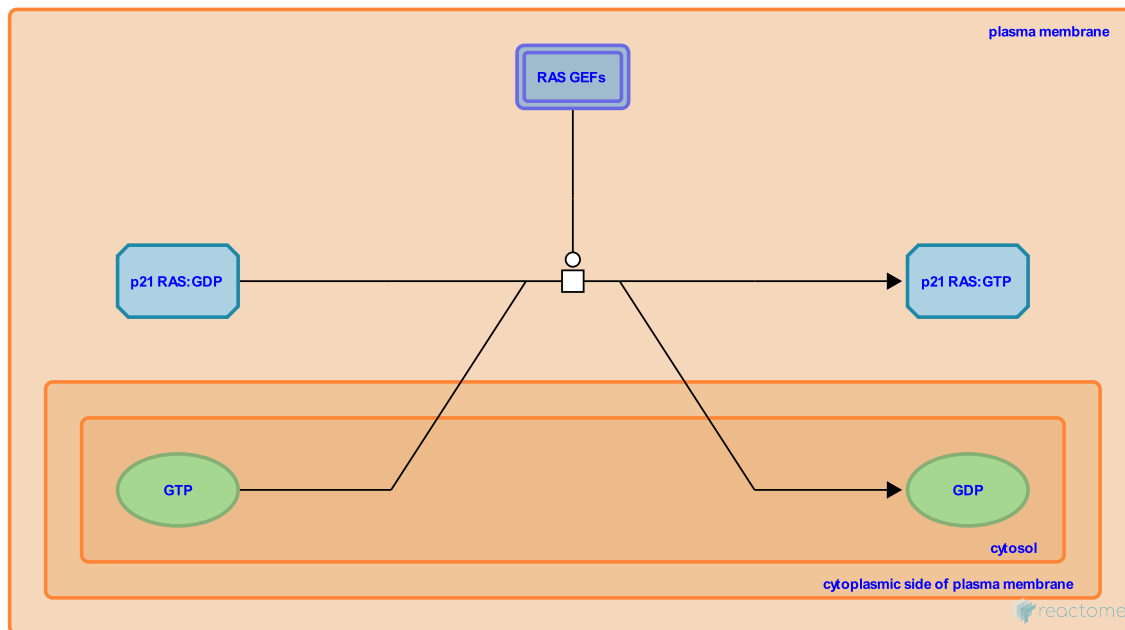 plasma membrane
RAS GEFs
p21 RAS:GDP
p21 RAS:GTP
GTP
GDP
cytosol
cytoplasmic side of plasma membrane
reactome